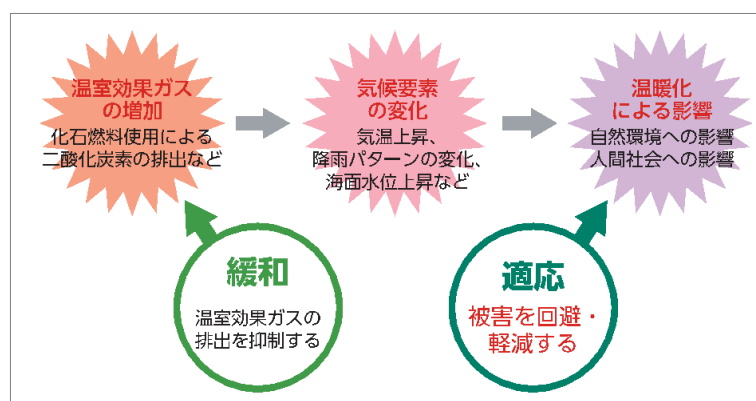 温室効果ガス
の増加
化石燃料使用による
二酸化炭素の排出など
気候要素
の変化
気温上昇、
降雨パターンの変化、
海面水位上昇など
温暖化
による影響
自然環境への影響
人間社会への影響
緩和
温室効果ガスの
排出を抑制する
適応
被害を回避・
軽減する